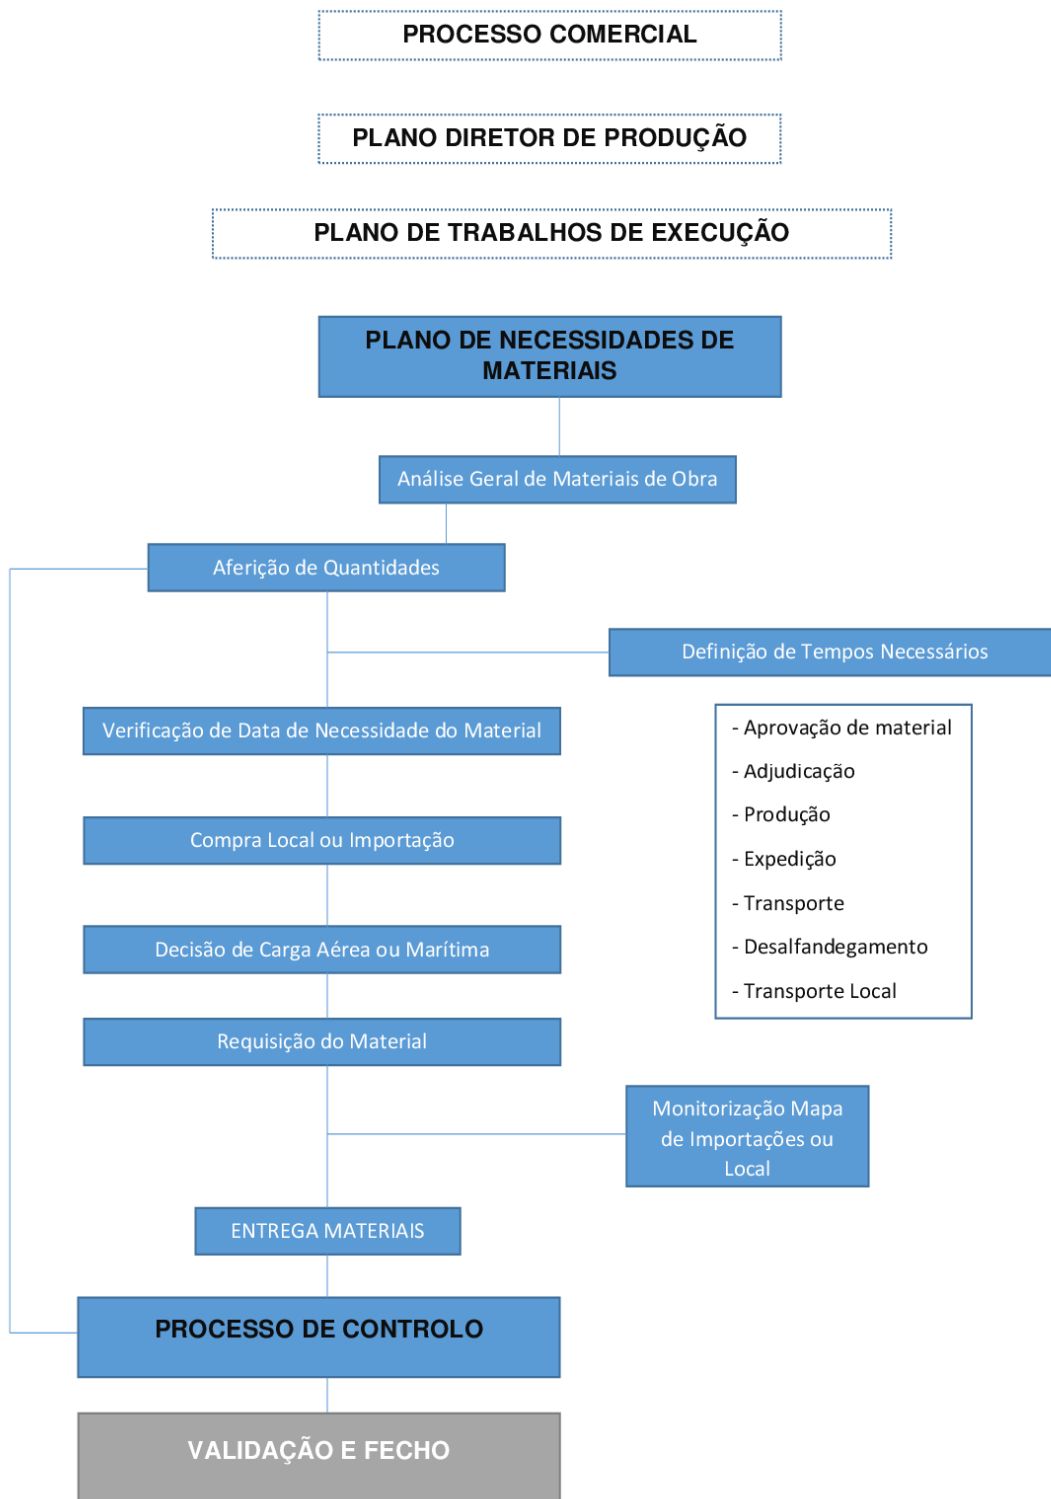 PROCESSO COMERCIAL
PLANO DIRETOR DE PRODUÇÃO
PLANO DE TRABALHOS DE EXECUÇÃO
PLANO DE NECESSIDADES DE
MATERIAIS
Análise Geral de Materiais de Obra
Aferição de Quantidades
Definição de Tempos Necessários
Verificação de Data de Necessidade do Material
- Aprovação de material
- Adjudicação
- Produção
- Expedição
- Transporte
- Desalfandegamento
- Transporte Local
Compra Local ou Importação
Decisão de Carga Aérea ou Marítima
Requisição do Material
Monitorização Mapa
de Importações ou
Local
ENTREGA MATERIAIS
PROCESSO DE CONTROLO
VALIDAÇÃO E FECHO